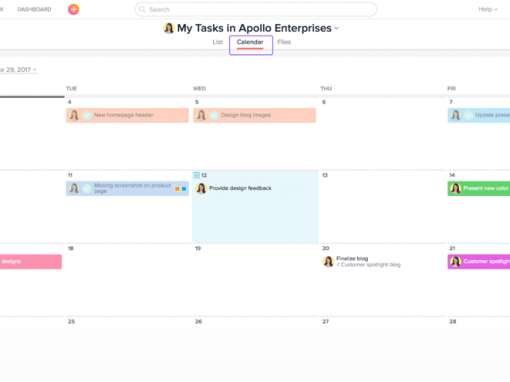 DASHBOARD
Search
Help
My Tasks in Apollo Enterprises
List Calendar Files
29, 2017
TUE WED THU FRI
4 5 6 7
New homepage header
Design blog images
Update
11 12 13 14
Missing screenshot on product page
Provide design feedback
Present new color
18 19 20 21
designs
Finalize blog
< Customer spotlight blog
Customer spotlight
25 26 27 28